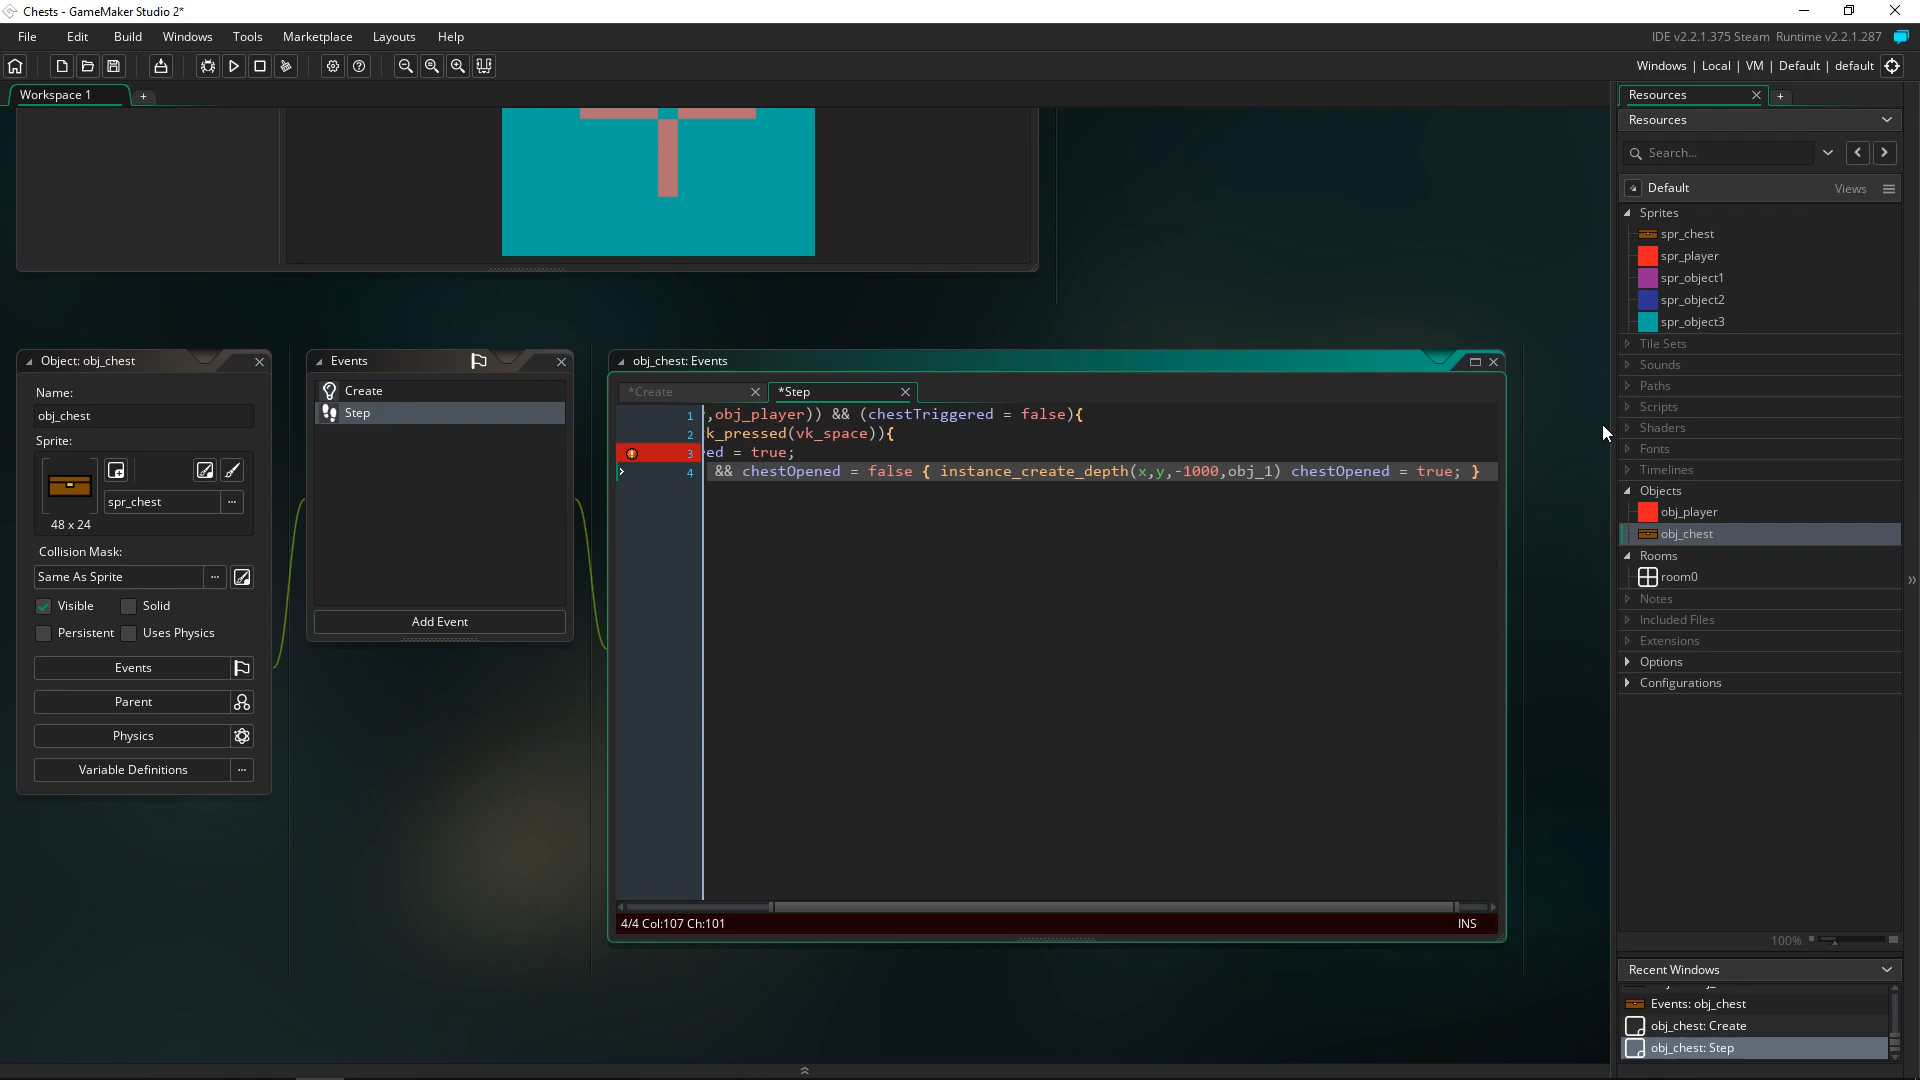 Chests - GameMaker Studio 2*
File Edit Build Windows Tools Marketplace Layouts Help
IDE v2.2.1.375 Steam Runtime v2.2.1.287
Windows | Local | VM | Default | default
Workspace 1
+
Resources
+
Resources
Search...
Default
Views
Sprites
spr_chest
spr_player
spr_object1
spr_object2
spr_object3
Tile Sets
Sounds
Paths
Scripts
Shaders
Fonts
Timelines
Objects
obj_player
obj_chest
Rooms
room0
Notes
Included Files
Extensions
Options
Configurations
100%
Recent Windows
Events: obj_chest
obj_chest: Create
obj_chest: Step
Object: obj_chest
Name:
obj_chest
Sprite:
spr_chest
...
48 x 24
Collision Mask:
Same As Sprite
...
Visible
Solid
Persistent
Uses Physics
Events
Parent
Physics
Variable Definitions
...
Events
Create
Step
Add Event
obj_chest: Events
*Create
*Step
1 ,obj_player)) && (chestTriggered = false){
2 k_pressed(vk_space)){
3 ed = true;
4 && chestOpened = false { instance_create_depth(x,y,-1000,obj_1) chestOpened = true; }
4/4 Col:107 Ch:101
INS